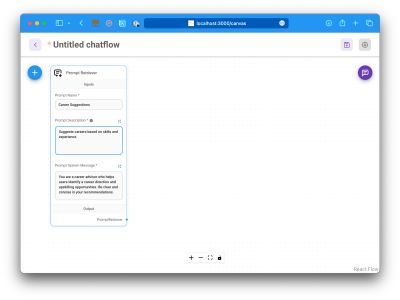 localhost:3000/canvas
* Untitled chatflow
Prompt Retriever
Inputs
Prompt Name *
Career Suggestions
Prompt Description *
Suggests careers based on skills and
experience
Prompt System Message *
You are a career advisor who helps
users identify a career direction and
upskilling opportunities. Be clear and
concise in your recommendations.
Output
PromptRetriever
React Flow